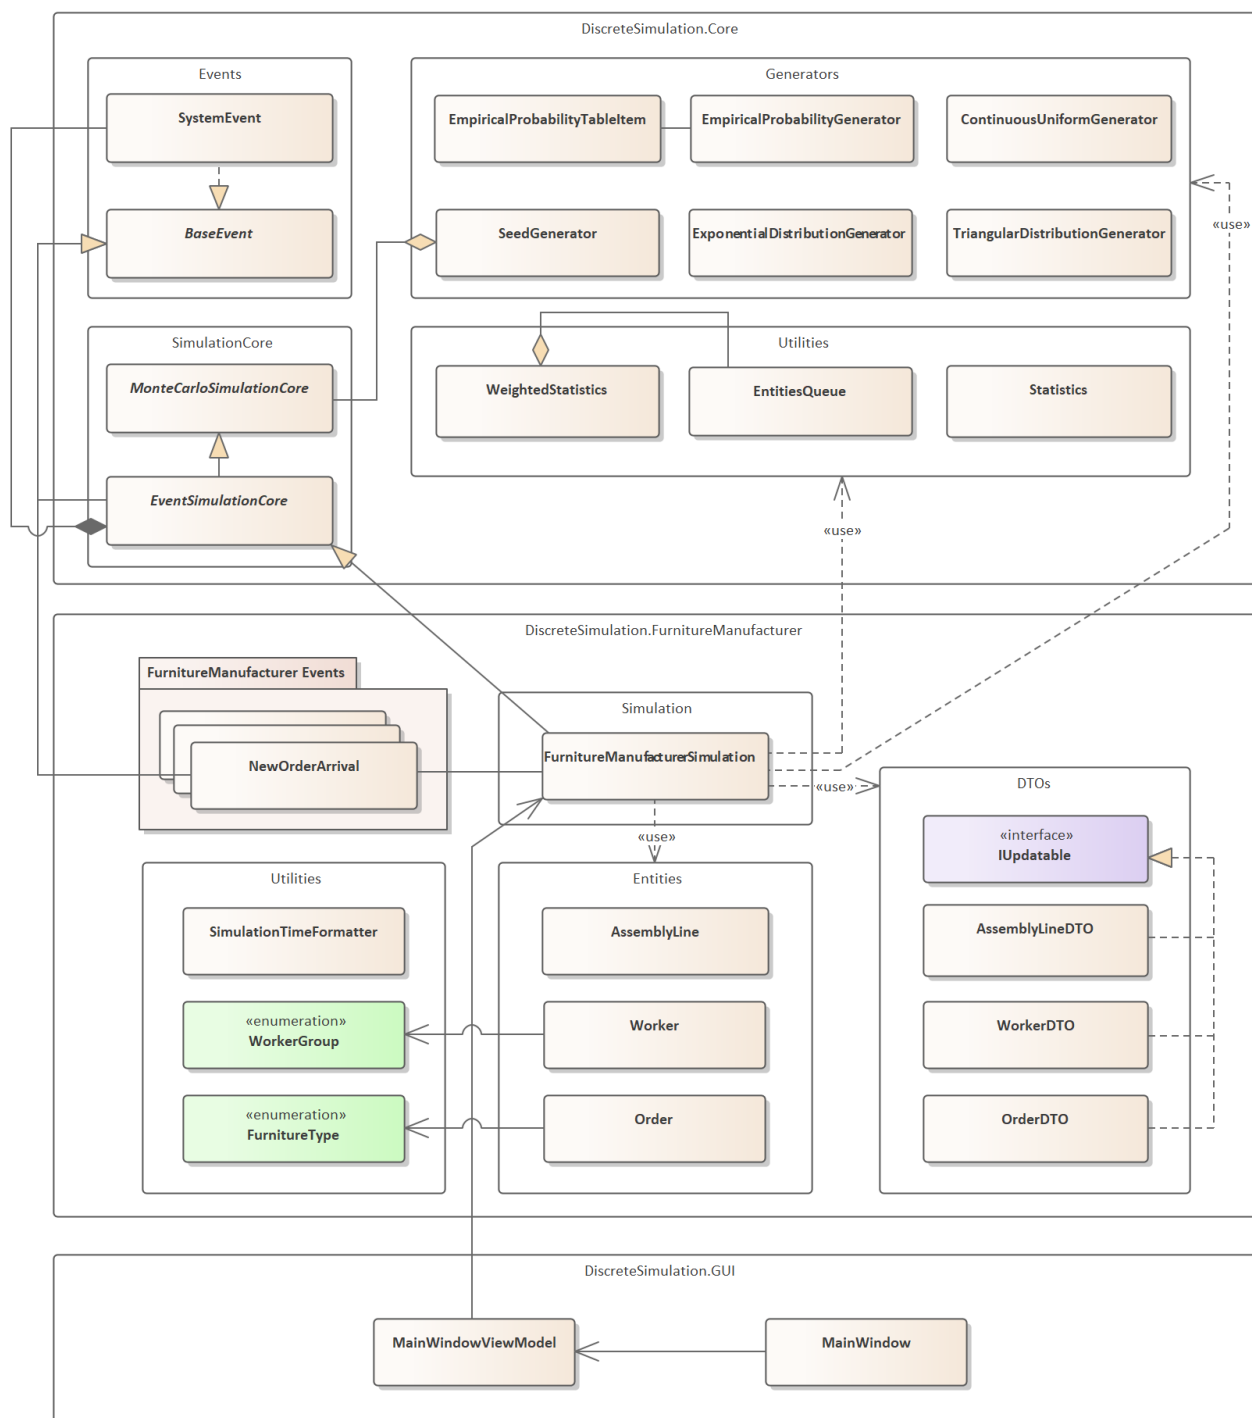 DiscreteSimulation.Core
Events
SystemEvent
BaseEvent
Generators
EmpiricalProbabilityTableItem
EmpiricalProbabilityGenerator
ContinuousUniformGenerator
SeedGenerator
ExponentialDistributionGenerator
TriangularDistributionGenerator
«use»
SimulationCore
MonteCarloSimulationCore
EventSimulationCore
Utilities
WeightedStatistics
EntitiesQueue
Statistics
«use»
DiscreteSimulation.FurnitureManufacturer
FurnitureManufacturer Events
NewOrderArrival
Simulation
FurnitureManufacturerSimulation
«use»
«use»
DTOs
«interface»
IUpdatable
AssemblyLineDTO
WorkerDTO
OrderDTO
Utilities
SimulationTimeFormatter
«enumeration»
WorkerGroup
«enumeration»
FurnitureType
Entities
AssemblyLine
Worker
Order
DiscreteSimulation.GUI
MainWindowViewModel
MainWindow